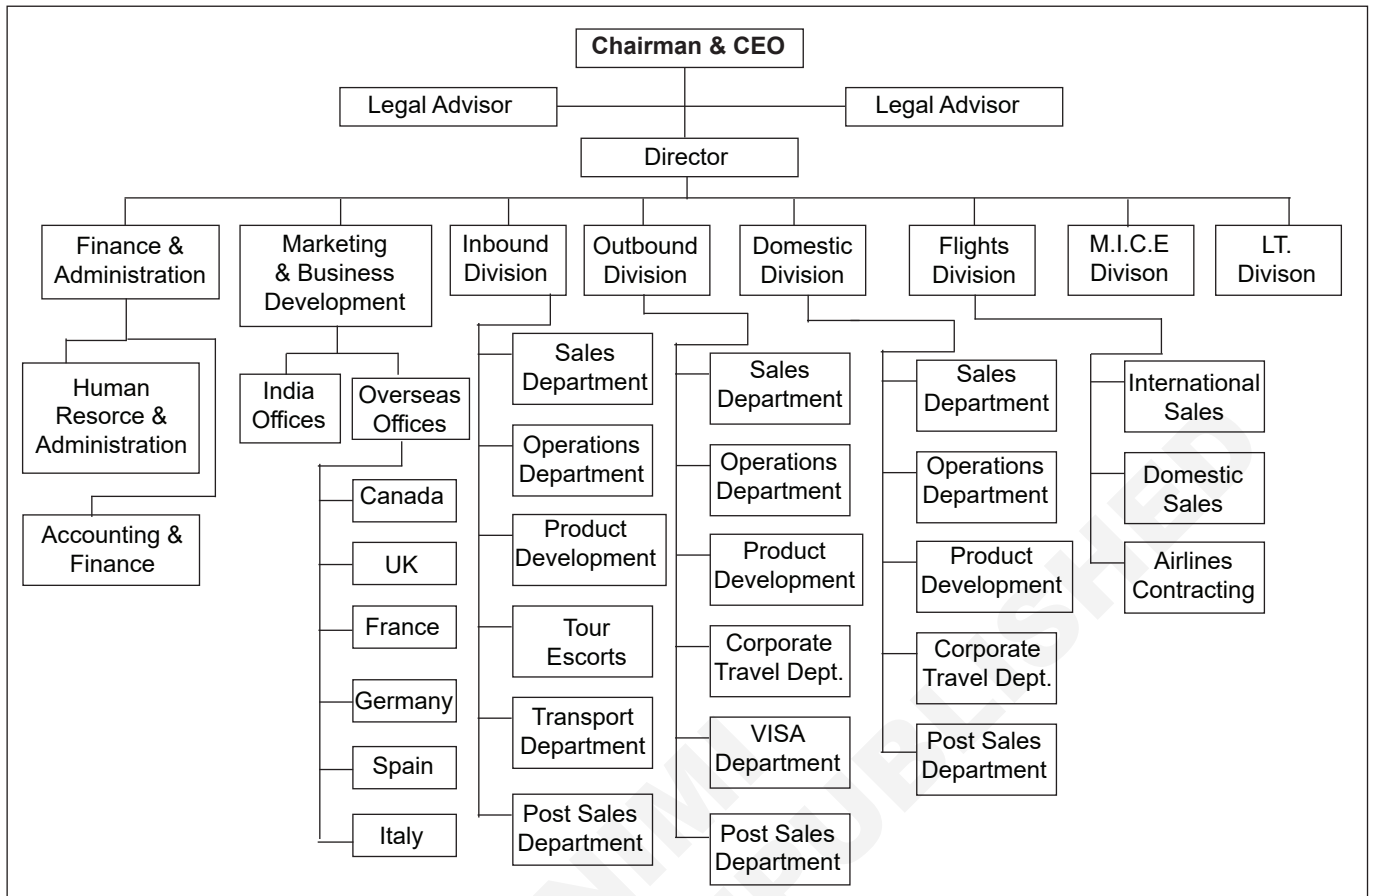 Chairman & CEO
Legal Advisor
Legal Advisor
Director
Finance &
Administration
Marketing
& Business
Development
Inbound
Division
Outbound
Division
Domestic
Division
Flights
Division
M.I.C.E
Divison
LT.
Divison
Human
Resorce &
Administration
Accounting &
Finance
India
Offices
Overseas
Offices
Canada
UK
France
Germany
Spain
Italy
Sales
Department
Operations
Department
Product
Development
Tour
Escorts
Transport
Department
Post Sales
Department
Sales
Department
Operations
Department
Product
Development
Corporate
Travel Dept.
VISA
Department
Post Sales
Department
Sales
Department
Operations
Department
Product
Development
Corporate
Travel Dept.
Post Sales
Department
International
Sales
Domestic
Sales
Airlines
Contracting
NIMI